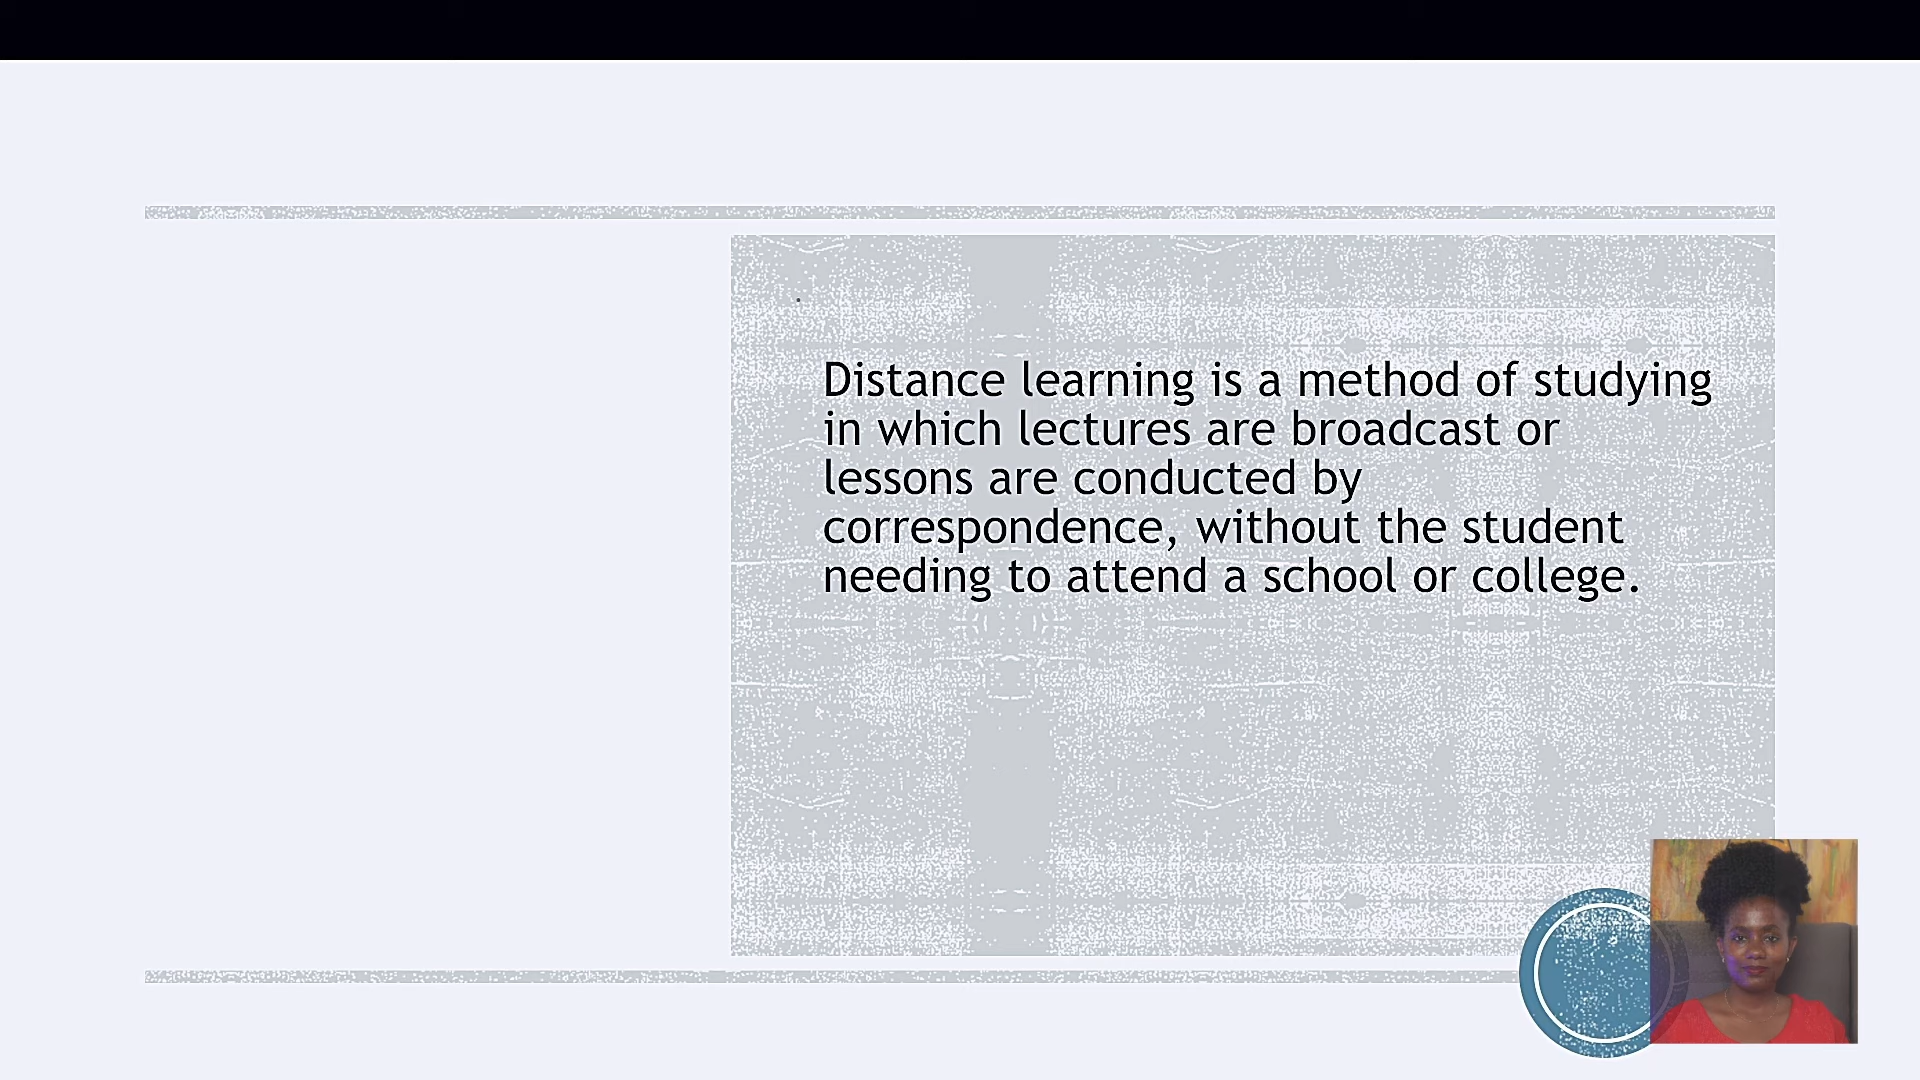 Distance learning is a method of studying
in which lectures are broadcast or
lessons are conducted by
correspondence, without the student
needing to attend a school or college.